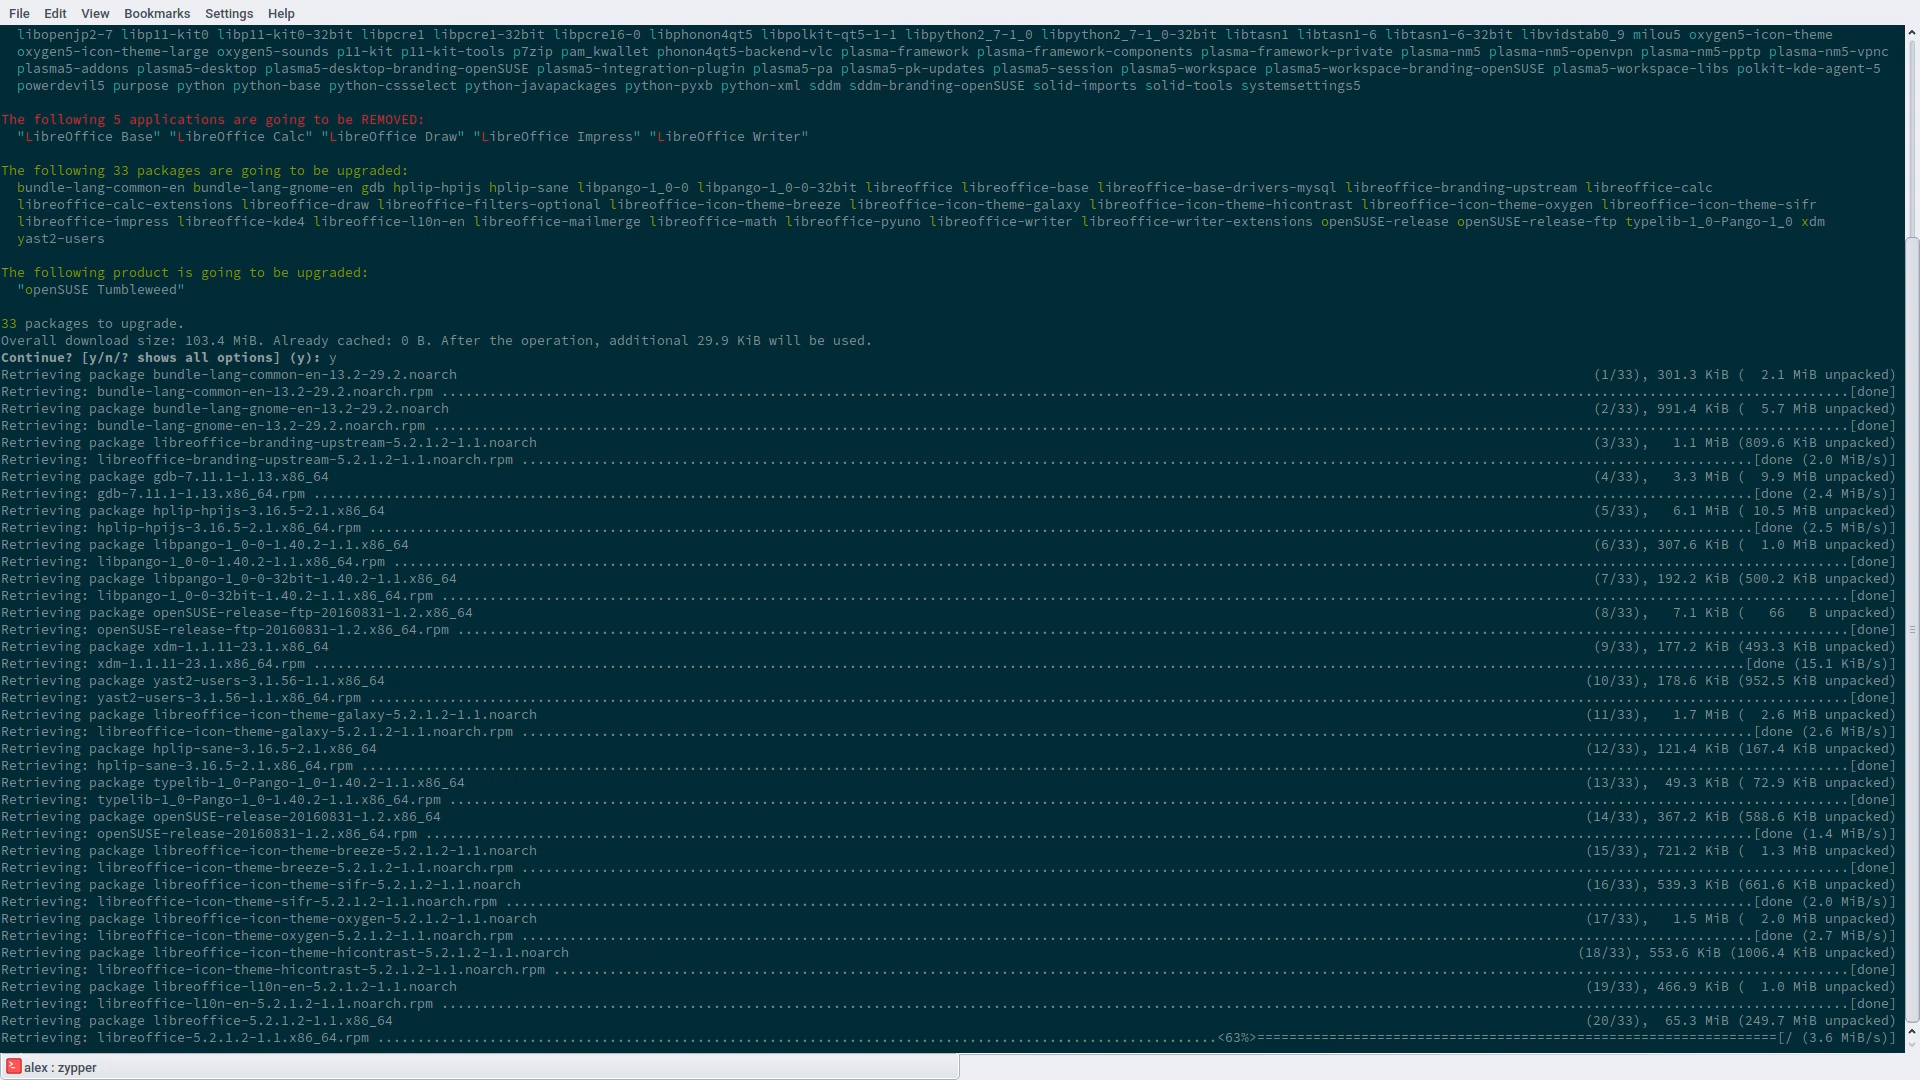 File Edit View Bookmarks Settings Help
libopenjp2-7 libp11-kit0 libp11-kit0-32bit libpcre1 libpcre1-32bit libpcre16-0 libphonon4qt5 libpolkit-qt5-1-1 libpython2_7-1_0 libpython2_7-1_0-32bit libtasn1 libtasn1-6 libtasn1-6-32bit libvidstab0_9 milou5 oxygen5-icon-theme
oxygen5-icon-theme-large oxygen5-sounds p11-kit p11-kit-tools p7zip pam_kwallet phonon4qt5-backend-vlc plasma-framework plasma-framework-components plasma-framework-private plasma-nm5 plasma-nm5-openvpn plasma-nm5-pptp plasma-nm5-vpnc
plasma5-addons plasma5-desktop plasma5-desktop-branding-openSUSE plasma5-integration-plugin plasma5-pa plasma5-pk-updates plasma5-session plasma5-workspace plasma5-workspace-branding-openSUSE plasma5-workspace-libs polkit-kde-agent-5
powerdevil5 purpose python python-base python-cssselect python-javapackages python-pyxb python-xml sddm sddm-branding-openSUSE solid-imports solid-tools systemsettings5
The following 5 applications are going to be REMOVED:
"LibreOffice Base" "LibreOffice Calc" "LibreOffice Draw" "LibreOffice Impress" "LibreOffice Writer"
The following 33 packages are going to be upgraded:
bundle-lang-common-en bundle-lang-gnome-en gdb hplip-hpijs hplip-sane libpango-1_0-0 libpango-1_0-0-32bit libreoffice libreoffice-base libreoffice-base-drivers-mysql libreoffice-branding-upstream libreoffice-calc
libreoffice-calc-extensions libreoffice-draw libreoffice-filters-optional libreoffice-icon-theme-breeze libreoffice-icon-theme-galaxy libreoffice-icon-theme-hicontrast libreoffice-icon-theme-oxygen libreoffice-icon-theme-sifr
libreoffice-impress libreoffice-kde4 libreoffice-l10n-en libreoffice-mailmerge libreoffice-math libreoffice-pyuno libreoffice-writer libreoffice-writer-extensions openSUSE-release openSUSE-release-ftp typelib-1_0-Pango-1_0 xdm
yast2-users
The following product is going to be upgraded:
"openSUSE Tumbleweed"
33 packages to upgrade.
Overall download size: 103.4 MiB. Already cached: 0 B. After the operation, additional 29.9 KiB will be used.
Continue? [y/n/? shows all options] (y): y
Retrieving package bundle-lang-common-en-13.2-29.2.noarch (1/33), 301.3 KiB ( 2.1 MiB unpacked)
Retrieving: bundle-lang-common-en-13.2-29.2.noarch.rpm ....[done]
Retrieving package bundle-lang-gnome-en-13.2-29.2.noarch (2/33), 991.4 KiB ( 5.7 MiB unpacked)
Retrieving: bundle-lang-gnome-en-13.2-29.2.noarch.rpm ....[done]
Retrieving package libreoffice-branding-upstream-5.2.1.2-1.1.noarch (3/33), 1.1 MiB (809.6 KiB unpacked)
Retrieving: libreoffice-branding-upstream-5.2.1.2-1.1.noarch.rpm ....[done (2.0 MiB/s)]
Retrieving package gdb-7.11.1-1.13.x86_64 (4/33), 3.3 MiB ( 9.9 MiB unpacked)
Retrieving: gdb-7.11.1-1.13.x86_64.rpm ....[done (2.4 MiB/s)]
Retrieving package hplip-hpijs-3.16.5-2.1.x86_64 (5/33), 6.1 MiB ( 10.5 MiB unpacked)
Retrieving: hplip-hpijs-3.16.5-2.1.x86_64.rpm ....[done (2.5 MiB/s)]
Retrieving package libpango-1_0-0-1.40.2-1.1.x86_64 (6/33), 307.6 KiB ( 1.0 MiB unpacked)
Retrieving: libpango-1_0-0-1.40.2-1.1.x86_64.rpm ....[done]
Retrieving package libpango-1_0-0-32bit-1.40.2-1.1.x86_64 (7/33), 192.2 KiB (500.2 KiB unpacked)
Retrieving: libpango-1_0-0-32bit-1.40.2-1.1.x86_64.rpm ....[done]
Retrieving package openSUSE-release-ftp-20160831-1.2.x86_64 (8/33), 7.1 KiB ( 66 B unpacked)
Retrieving: openSUSE-release-ftp-20160831-1.2.x86_64.rpm ....[done]
Retrieving package xdm-1.1.11-23.1.x86_64 (9/33), 177.2 KiB (493.3 KiB unpacked)
Retrieving: xdm-1.1.11-23.1.x86_64.rpm ....[done (15.1 KiB/s)]
Retrieving package yast2-users-3.1.56-1.1.x86_64 (10/33), 178.6 KiB (952.5 KiB unpacked)
Retrieving: yast2-users-3.1.56-1.1.x86_64.rpm ....[done]
Retrieving package libreoffice-icon-theme-galaxy-5.2.1.2-1.1.noarch (11/33), 1.7 MiB ( 2.6 MiB unpacked)
Retrieving: libreoffice-icon-theme-galaxy-5.2.1.2-1.1.noarch.rpm ....[done (2.6 MiB/s)]
Retrieving package hplip-sane-3.16.5-2.1.x86_64 (12/33), 121.4 KiB (167.4 KiB unpacked)
Retrieving: hplip-sane-3.16.5-2.1.x86_64.rpm ....[done]
Retrieving package typelib-1_0-Pango-1_0-1.40.2-1.1.x86_64 (13/33), 49.3 KiB ( 72.9 KiB unpacked)
Retrieving: typelib-1_0-Pango-1_0-1.40.2-1.1.x86_64.rpm ....[done]
Retrieving package openSUSE-release-20160831-1.2.x86_64 (14/33), 367.2 KiB (588.6 KiB unpacked)
Retrieving: openSUSE-release-20160831-1.2.x86_64.rpm ....[done (1.4 MiB/s)]
Retrieving package libreoffice-icon-theme-breeze-5.2.1.2-1.1.noarch (15/33), 721.2 KiB ( 1.3 MiB unpacked)
Retrieving: libreoffice-icon-theme-breeze-5.2.1.2-1.1.noarch.rpm ....[done]
Retrieving package libreoffice-icon-theme-sifr-5.2.1.2-1.1.noarch (16/33), 539.3 KiB (661.6 KiB unpacked)
Retrieving: libreoffice-icon-theme-sifr-5.2.1.2-1.1.noarch.rpm ....[done (2.0 MiB/s)]
Retrieving package libreoffice-icon-theme-oxygen-5.2.1.2-1.1.noarch (17/33), 1.5 MiB ( 2.0 MiB unpacked)
Retrieving: libreoffice-icon-theme-oxygen-5.2.1.2-1.1.noarch.rpm ....[done (2.7 MiB/s)]
Retrieving package libreoffice-icon-theme-hicontrast-5.2.1.2-1.1.noarch (18/33), 553.6 KiB (1006.4 KiB unpacked)
Retrieving: libreoffice-icon-theme-hicontrast-5.2.1.2-1.1.noarch.rpm ....[done]
Retrieving package libreoffice-l10n-en-5.2.1.2-1.1.noarch (19/33), 466.9 KiB ( 1.0 MiB unpacked)
Retrieving: libreoffice-l10n-en-5.2.1.2-1.1.noarch.rpm ....[done]
Retrieving package libreoffice-5.2.1.2-1.1.x86_64 (20/33), 65.3 MiB (249.7 MiB unpacked)
Retrieving: libreoffice-5.2.1.2-1.1.x86_64.rpm ....<63%>====[/ (3.6 MiB/s)]
alex : zypper